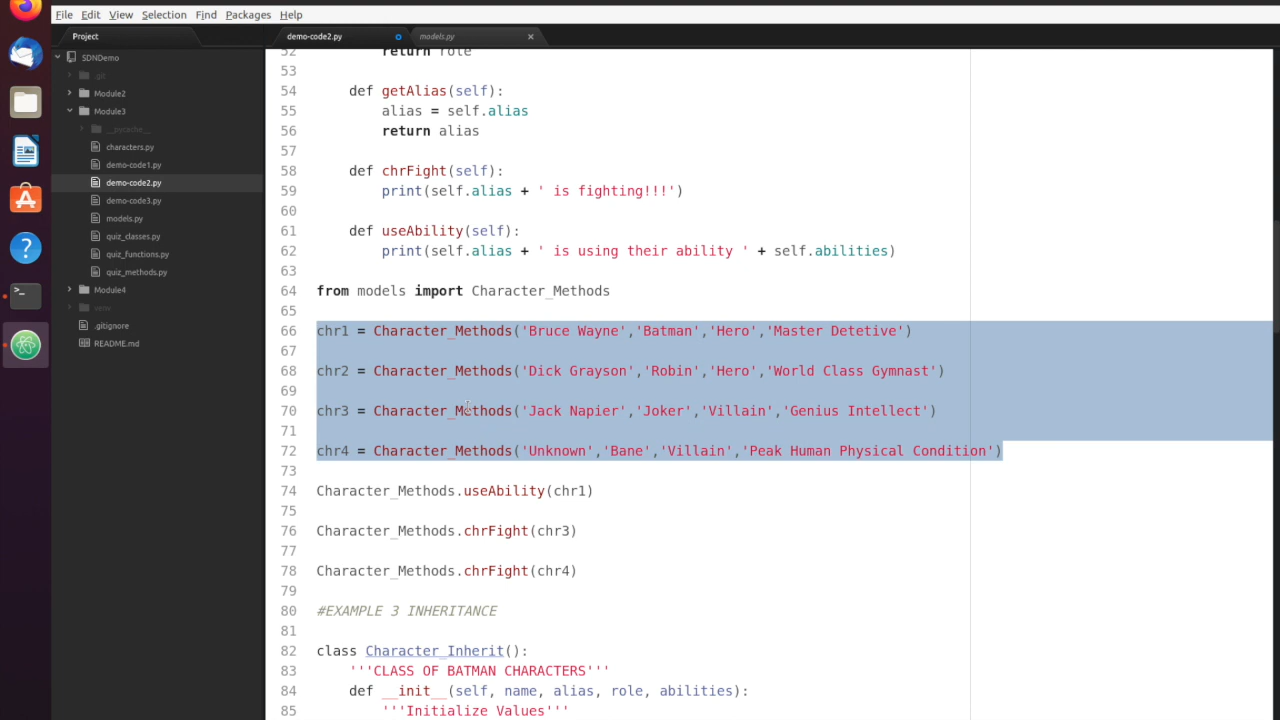 File Edit View Selection Find Packages Help
Project
demo-code2.py
models.py
SDNDemo
.git
Module2
Module3
__pycache__
characters.py
demo-code1.py
demo-code2.py
demo-code3.py
models.py
quiz_classes.py
quiz_functions.py
quiz_methods.py
Module4
venv
.gitignore
README.md
52 return role
53
54 def getAlias(self):
55 alias = self.alias
56 return alias
57
58 def chrFight(self):
59 print(self.alias + ' is fighting!!!')
60
61 def useAbility(self):
62 print(self.alias + ' is using their ability ' + self.abilities)
63
64 from models import Character_Methods
65
66 chr1 = Character_Methods('Bruce Wayne','Batman','Hero','Master Detetive')
67
68 chr2 = Character_Methods('Dick Grayson','Robin','Hero','World Class Gymnast')
69
70 chr3 = Character_Methods('Jack Napier','Joker','Villain','Genius Intellect')
71
72 chr4 = Character_Methods('Unknown','Bane','Villain','Peak Human Physical Condition')
73
74 Character_Methods.useAbility(chr1)
75
76 Character_Methods.chrFight(chr3)
77
78 Character_Methods.chrFight(chr4)
79
80 #EXAMPLE 3 INHERITANCE
81
82 class Character_Inherit():
83 '''CLASS OF BATMAN CHARACTERS'''
84 def __init__(self, name, alias, role, abilities):
85 '''Initialize Values'''